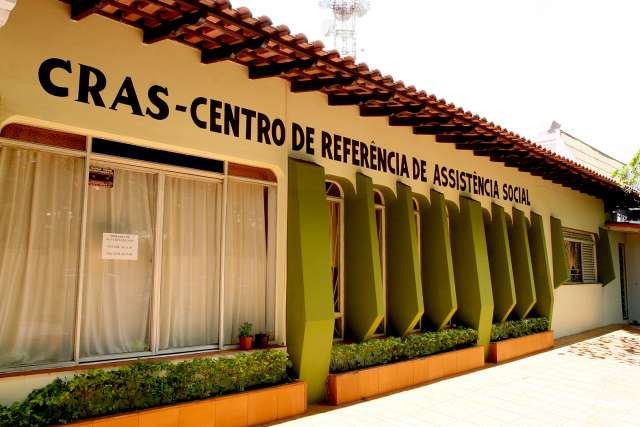 CRAS-CENTRO DE REFERÊNCIA DE ASSISTÊNCIA SOCIAL